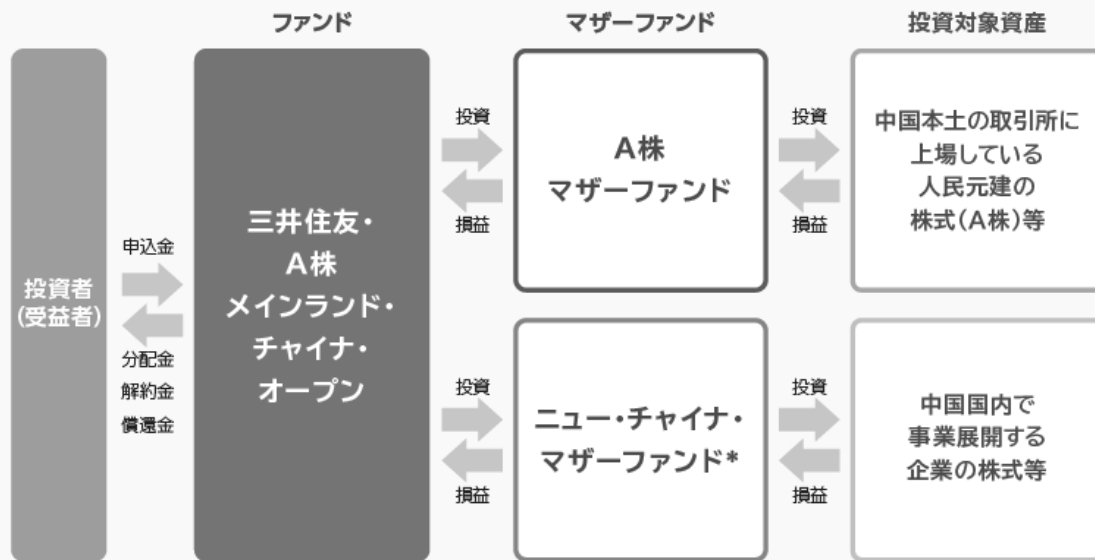 ファンド
マザーファンド
投資対象資産
投資者
(受益者)
申込金
分配金
解約金
償還金
三井住友・
A株
メインランド・
チャイナ・
オープン
投資
損益
A株
マザーファンド
投資
損益
中国本土の取引所に
上場している
人民元建の
株式(A株)等
投資
損益
ニュー・チャイナ・
マザーファンド*
投資
損益
中国国内で
事業展開する
企業の株式等